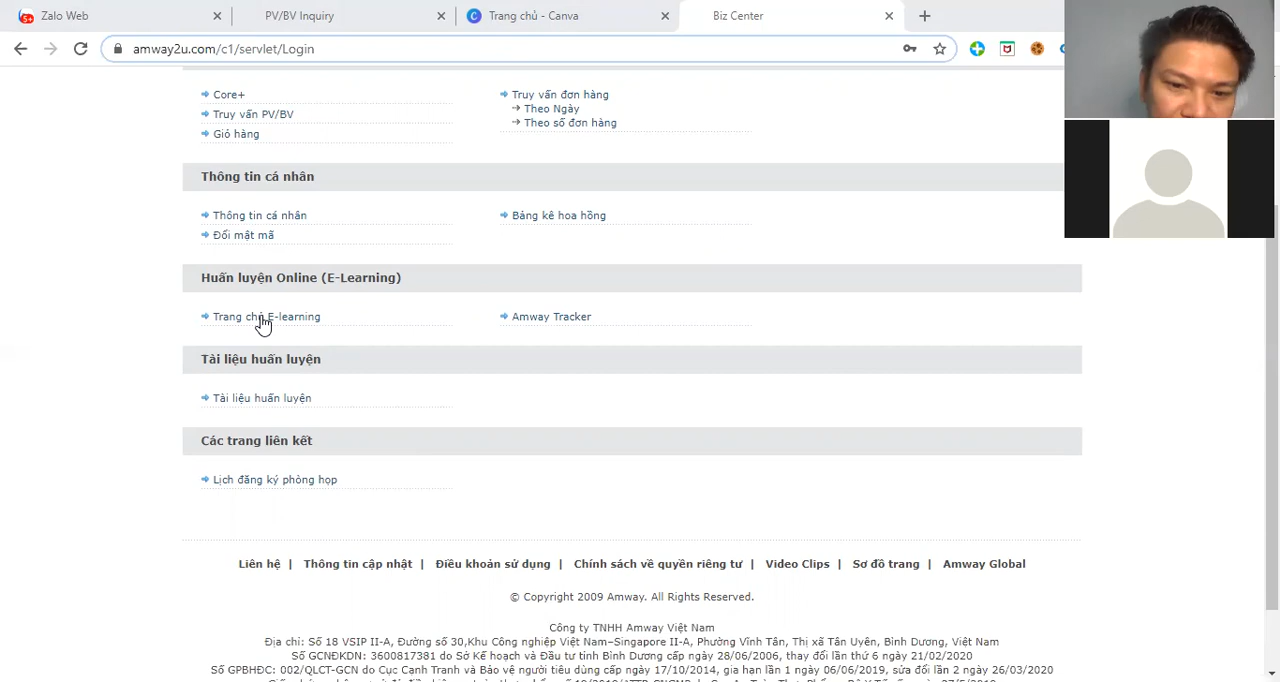 Zalo Web
PV/BV Inquiry
Trang chủ - Canva
Biz Center
amway2u.com/c1/servlet/Login
Core+
Truy vấn PV/BV
Giỏ hàng
Truy vấn đơn hàng
Theo Ngày
Theo số đơn hàng
Thông tin cá nhân
Thông tin cá nhân
Đổi mật mã
Bảng kê hoa hồng
Huấn luyện Online (E-Learning)
Trang chủ E-learning
Amway Tracker
Tài liệu huấn luyện
Tài liệu huấn luyện
Các trang liên kết
Lịch đăng ký phòng họp
Liên hệ | Thông tin cập nhật | Điều khoản sử dụng | Chính sách về quyền riêng tư | Video Clips | Sơ đồ trang | Amway Global
© Copyright 2009 Amway. All Rights Reserved.
Công ty TNHH Amway Việt Nam
Địa chỉ: Số 18 VSIP II-A, Đường số 30,Khu Công nghiệp Việt Nam–Singapore II-A, Phường Vĩnh Tân, Thị xã Tân Uyên, Bình Dương, Việt Nam
Số GCNĐKDN: 3600817381 do Sở Kế hoạch và Đầu tư tỉnh Bình Dương cấp ngày 28/06/2006, thay đổi lần thứ 6 ngày 21/02/2020
Số GPBHĐC: 002/QLCT-GCN do Cục Cạnh Tranh và Bảo vệ người tiêu dùng cấp ngày 17/10/2014, gia hạn lần 1 ngày 06/06/2019, sửa đổi lần 2 ngày 26/03/2020